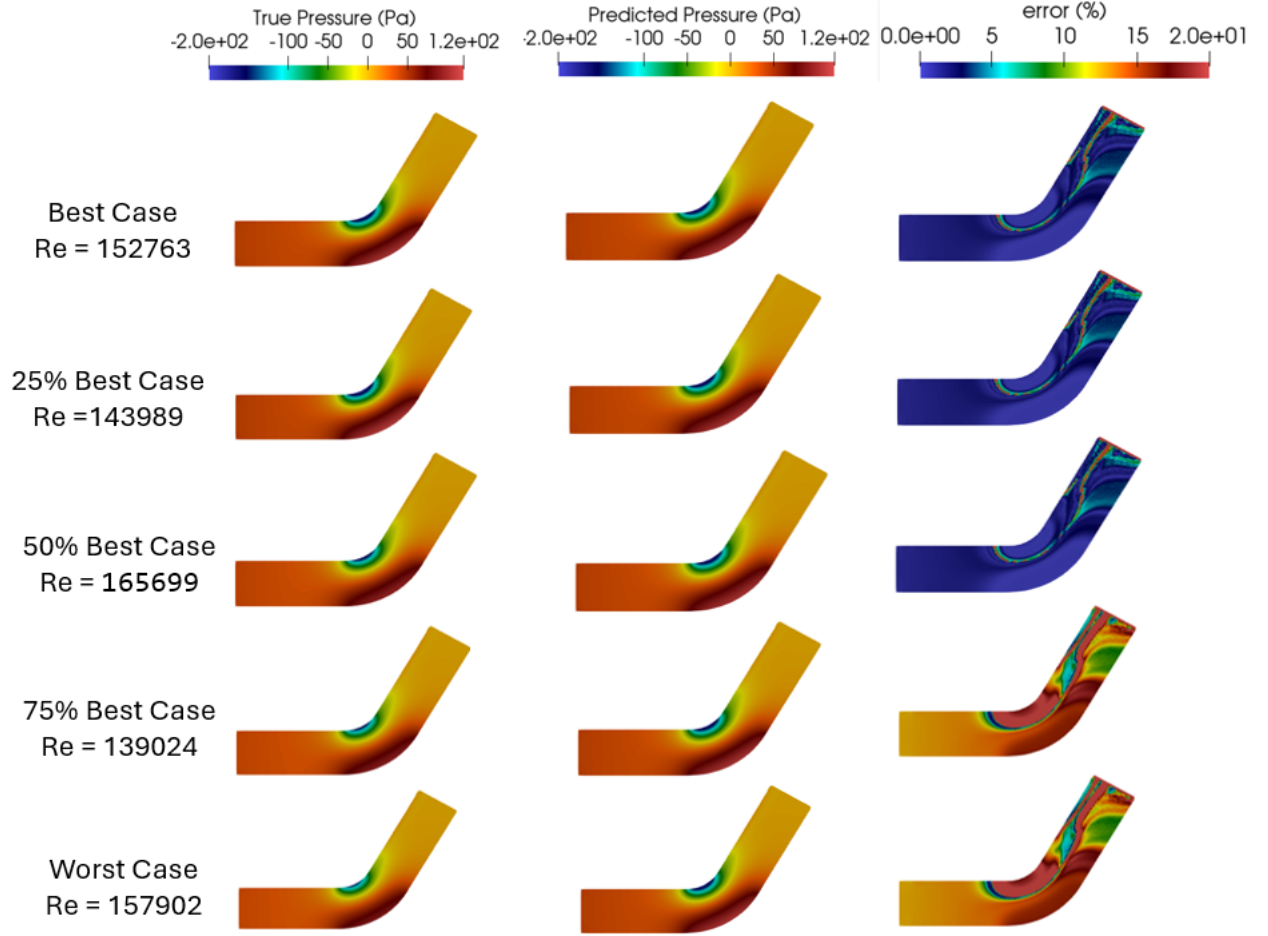 True Pressure (Pa)
-2.0e+02 -100 -50 0 50 1.2e+02
Predicted Pressure (Pa)
-2.0e+02 -100 -50 0 50 1.2e+02
error (%)
0.0e+00 5 10 15 2.0e+01
Best Case
Re = 152763
25% Best Case
Re =143989
50% Best Case
Re = 165699
75% Best Case
Re = 139024
Worst Case
Re = 157902